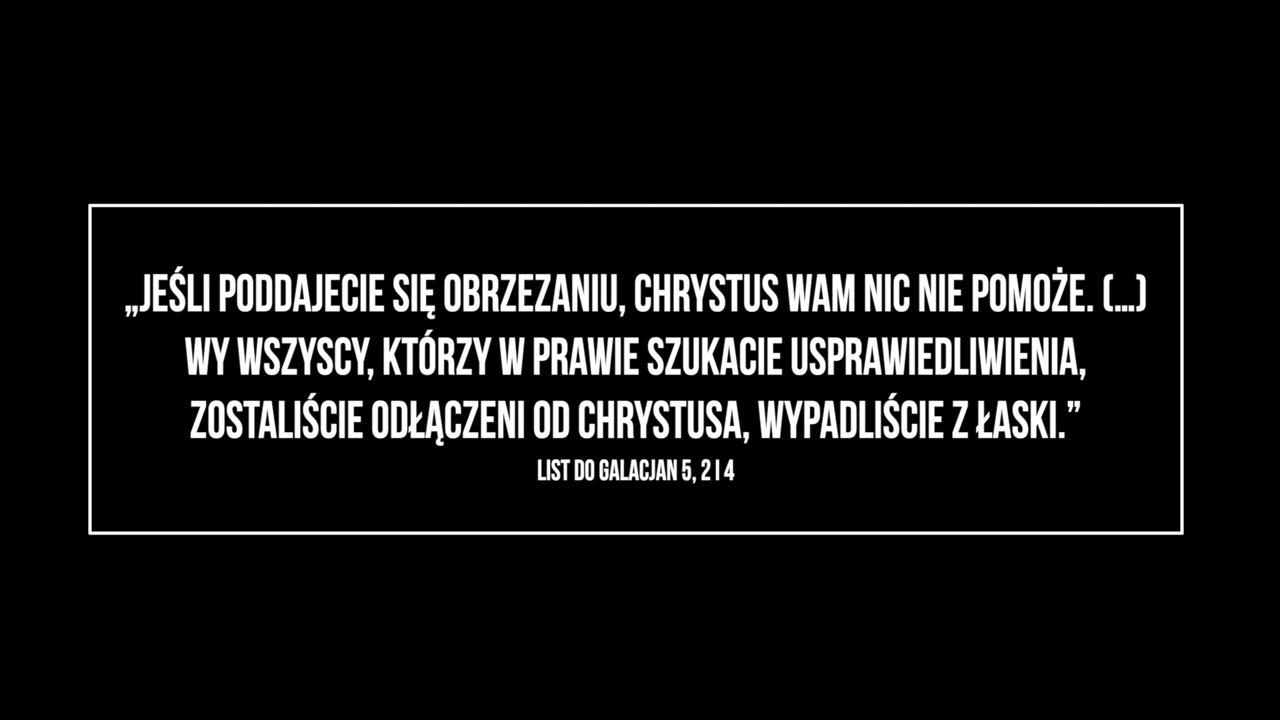 „JEŚLI PODDAJECIE SIĘ OBRZEZANIU, CHRYSTUS WAM NIC NIE POMOŻE. (...)
WY WSZYSCY, KTÓRZY W PRAWIE SZUKACIE USPRAWIEDLIWIENIA,
ZOSTALIŚCIE ODŁĄCZENI OD CHRYSTUSA, WYPADLIŚCIE Z ŁASKI.”
LIST DO GALACJAN 5, 2 I 4